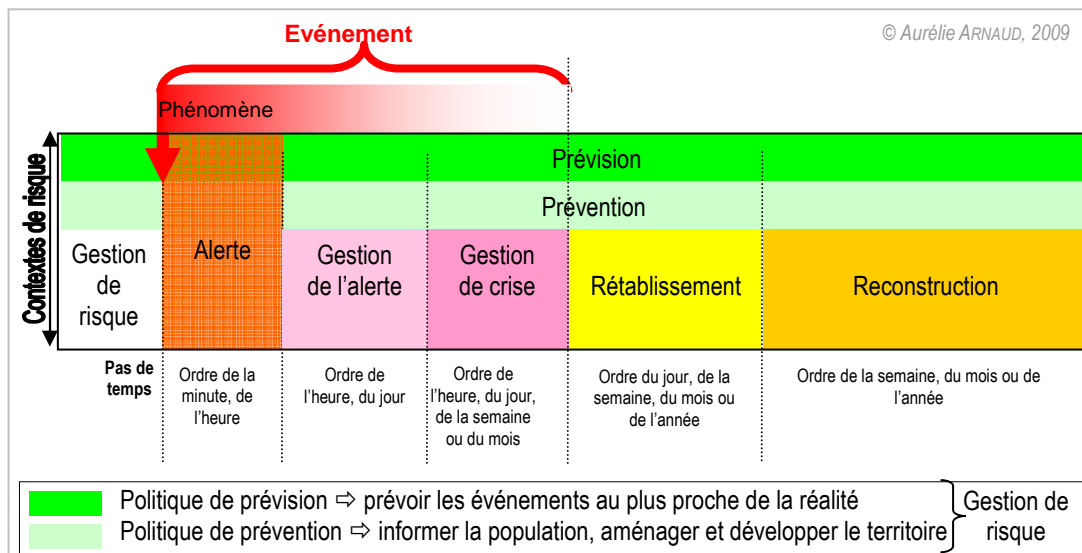 © Aurélie ARNAUD, 2009
Evénement
Phénomène
Contextes de risque
Prévision
Prévention
Gestion
de
risque
Alerte
Gestion
de l’alerte
Gestion
de crise
Rétablissement
Reconstruction
Pas de
temps
Ordre de la
minute, de
l’heure
Ordre de
l’heure, du jour
Ordre de
l’heure, du jour,
de la semaine
ou du mois
Ordre du jour, de la
semaine, du mois ou
de l’année
Ordre de la semaine, du mois ou de
l’année
Politique de prévision ⇨ prévoir les événements au plus proche de la réalité
Politique de prévention ⇨ informer la population, aménager et développer le territoire
Gestion de
risque